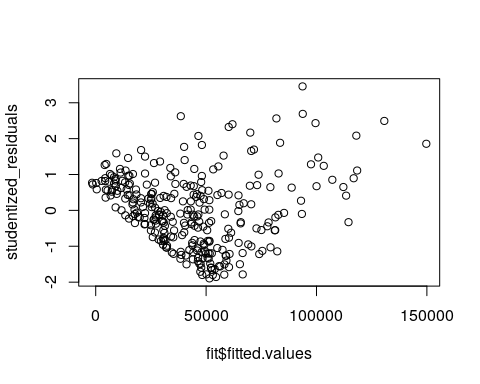 studentized_residuals
3
2
1
0
-1
-2
0 50000 100000 150000
fit$fitted.values